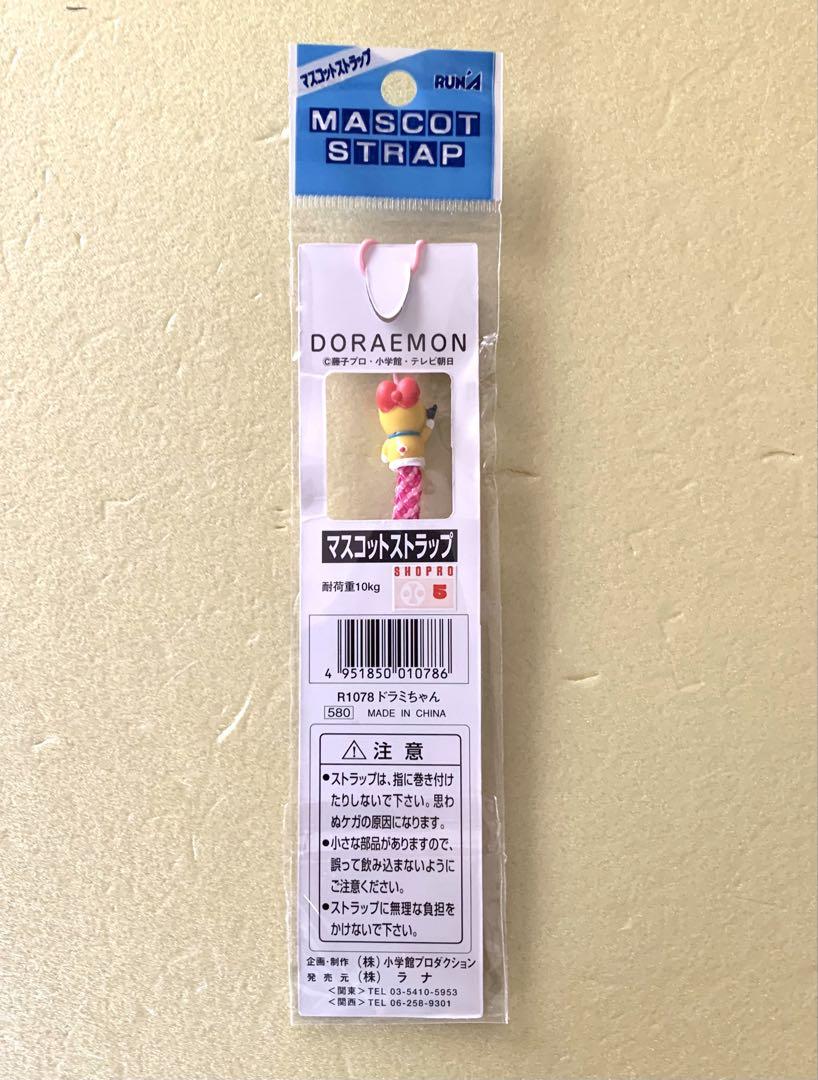 マスコットストラップ
RUN'A
MASCOT
STRAP
DORAEMON
©藤子プロ・小学館・テレビ朝日
マスコットストラップ
SHOPRO
耐荷重10kg
5
4 951850 010786
R1078ドラミちゃん
580 MADE IN CHINA
⚠注意
●ストラップは、指に巻き付け
たりしないで下さい。思わ
ぬケガの原因になります。
●小さな部品がありますので、
誤って飲み込まないように
ご注意ください。
●ストラップに無理な負担を
かけないで下さい。
企画・制作 (株)小学館プロダクション
発売元 (株)ラナ
<関東>TEL 03-5410-5953
<関西>TEL 06-258-9301